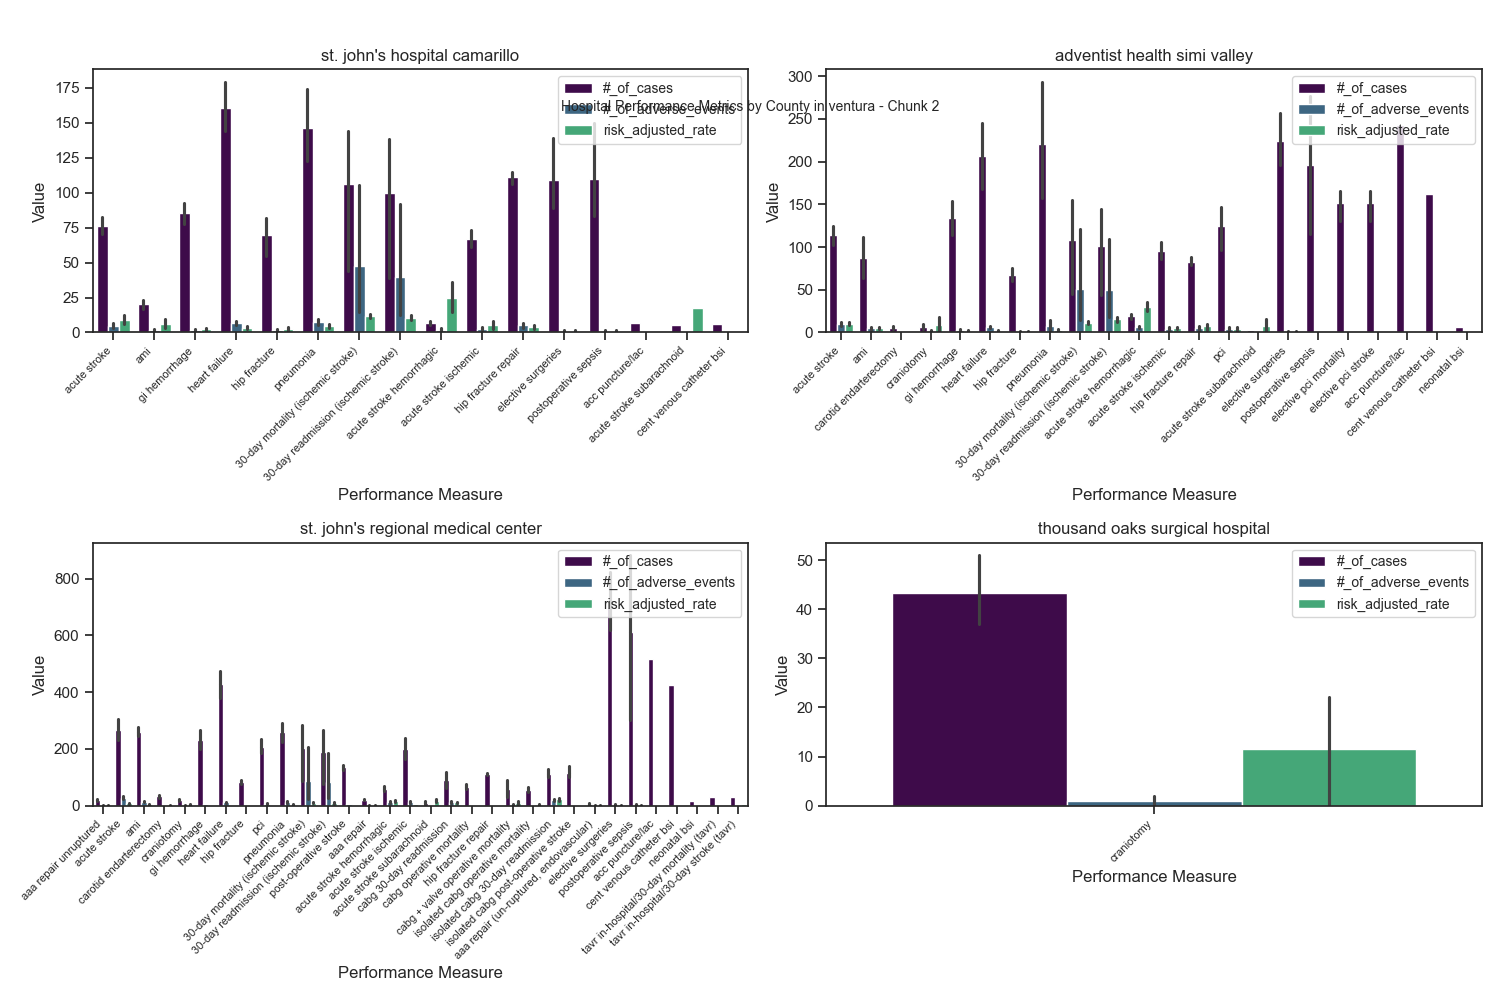 st. john's hospital camarillo
175
150
125
100
75
50
25
0
Value
#_of_cases
#_of_adverse_events
risk_adjusted_rate
acute stroke
ami
gi hemorrhage
heart failure
hip fracture
pneumonia
30-day mortality (ischemic stroke)
30-day readmission (ischemic stroke)
acute stroke hemorrhagic
acute stroke ischemic
hip fracture repair
elective surgeries
postoperative sepsis
acc puncture/lac
acute stroke subarachnoid
cent venous catheter bsi
Performance Measure
Hospital Performance Metrics by County in ventura - Chunk 2
adventist health simi valley
300
250
200
150
100
50
0
Value
#_of_cases
#_of_adverse_events
risk_adjusted_rate
acute stroke
ami
carotid endarterectomy
craniotomy
gi hemorrhage
heart failure
hip fracture
pneumonia
30-day mortality (ischemic stroke)
30-day readmission (ischemic stroke)
acute stroke hemorrhagic
acute stroke ischemic
hip fracture repair
pci
acute stroke subarachnoid
elective surgeries
postoperative sepsis
elective pci mortality
elective pci stroke
acc puncture/lac
cent venous catheter bsi
neonatal bsi
Performance Measure
st. john's regional medical center
800
600
400
200
0
Value
#_of_cases
#_of_adverse_events
risk_adjusted_rate
aaa repair unruptured
acute stroke
ami
carotid endarterectomy
craniotomy
gi hemorrhage
heart failure
hip fracture
pci
pneumonia
30-day mortality (ischemic stroke)
30-day readmission (ischemic stroke)
post-operative stroke
aaa repair
acute stroke hemorrhagic
acute stroke ischemic
acute stroke subarachnoid
cabg 30-day readmission
cabg operative mortality
hip fracture repair
cabg + valve operative mortality
isolated cabg operative mortality
isolated cabg 30-day readmission
isolated cabg post-operative stroke
aaa repair (un-ruptured, endovascular)
elective surgeries
postoperative sepsis
acc puncture/lac
cent venous catheter bsi
neonatal bsi
tavr in-hospital/30-day mortality (tavr)
tavr in-hospital/30-day stroke (tavr)
Performance Measure
thousand oaks surgical hospital
50
40
30
20
10
0
Value
#_of_cases
#_of_adverse_events
risk_adjusted_rate
craniotomy
Performance Measure